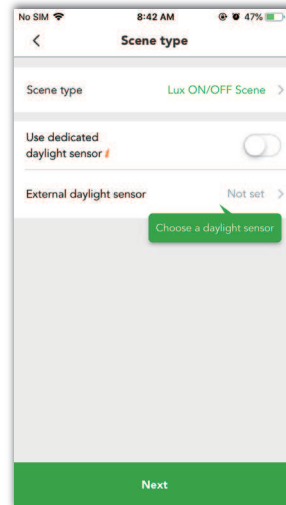 No SIM 8:42 AM 47%
Scene type
Scene type Lux ON/OFF Scene
Use dedicated
daylight sensor i
External daylight sensor Not set
Choose a daylight sensor
Next